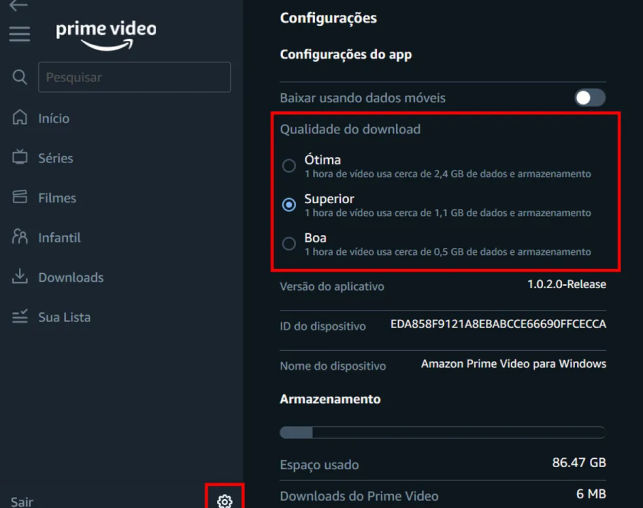 prime video
Pesquisar
Início
Séries
Filmes
Infantil
Downloads
Sua Lista
Sair
Configurações
Configurações do app
Baixar usando dados móveis
Qualidade do download
Ótima
1 hora de vídeo usa cerca de 2,4 GB de dados e armazenamento
Superior
1 hora de vídeo usa cerca de 1,1 GB de dados e armazenamento
Boa
1 hora de vídeo usa cerca de 0,5 GB de dados e armazenamento
Versão do aplicativo 1.0.2.0-Release
ID do dispositivo EDA858F9121A8EBABCCE66690FFCECCA
Nome do dispositivo Amazon Prime Video para Windows
Armazenamento
Espaço usado 86.47 GB
Downloads do Prime Video 6 MB